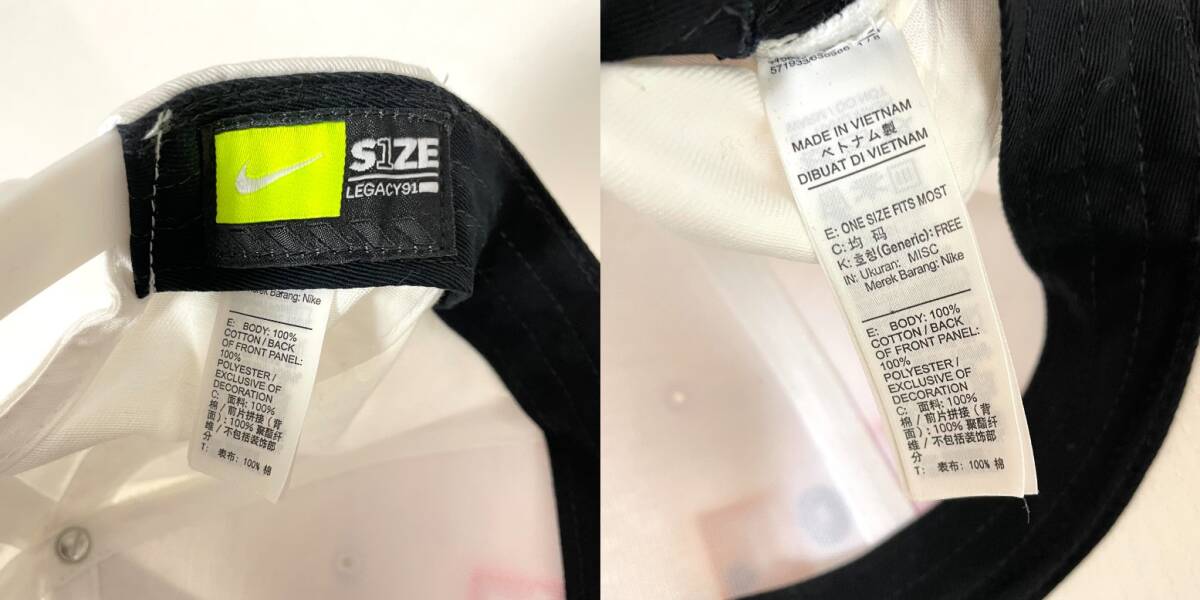 S1ZE
LEGACY91
Merek Barang: Nike
E: BODY: 100%
COTTON / BACK
OF FRONT PANEL:
100%
POLYESTER /
EXCLUSIVE OF
DECORATION
C: 面料: 100%
棉 / 前片拼接（背
面）: 100% 聚酯纤
维 / 不包括装饰部
分
T: 表布: 100% 棉
MADE IN VIETNAM
ベトナム製
DIBUAT DI VIETNAM
E: ONE SIZE FITS MOST
C: 均 码
K: 호칭(Generic): FREE
IN: Ukuran: MISC
Merek Barang: Nike
E: BODY: 100%
COTTON / BACK
OF FRONT PANEL:
100%
POLYESTER /
EXCLUSIVE OF
DECORATION
C: 面料: 100%
棉 / 前片拼接（背
面）: 100% 聚酯纤
维 / 不包括装饰部
分
T: 表布: 100% 棉